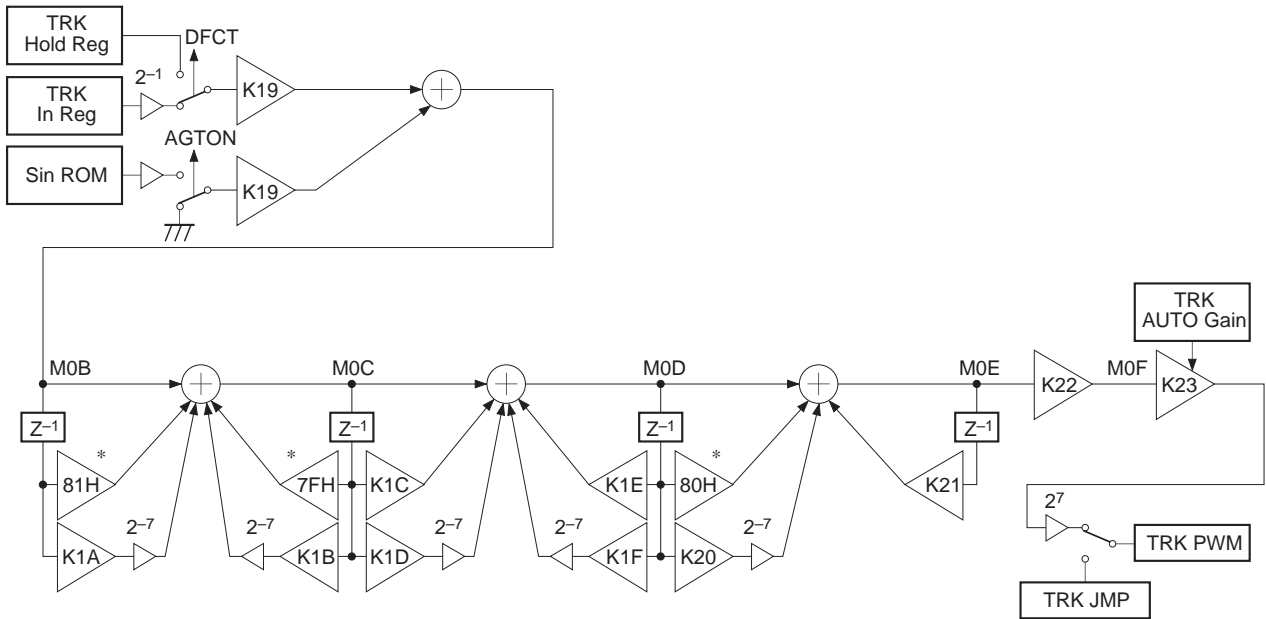 TRK
Hold Reg
DFCT
2⁻¹
TRK
In Reg
K19
AGTON
Sin ROM
K19
TRK
AUTO Gain
M0B
M0C
M0D
M0E
K22
M0F
K23
Z⁻¹
Z⁻¹
Z⁻¹
Z⁻¹
*
*
*
81H
7FH
K1C
K1E
80H
K21
2⁻⁷
2⁻⁷
2⁻⁷
2⁻⁷
2⁻⁷
2⁷
K1A
K1B
K1D
K1F
K20
TRK PWM
TRK JMP